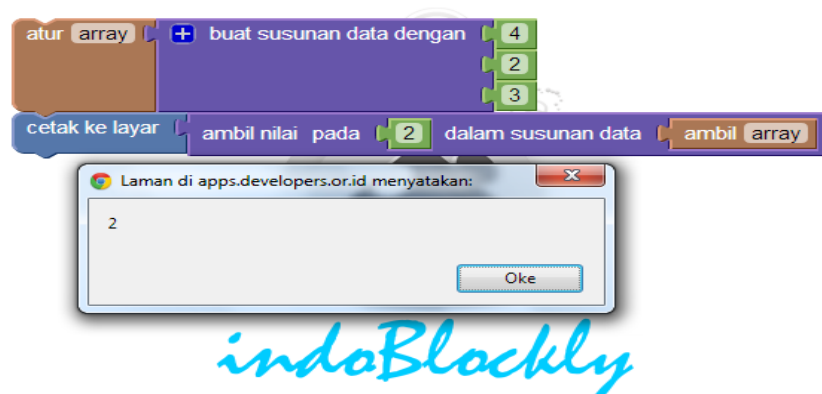 atur array buat susunan data dengan 4
2
3
cetak ke layar ambil nilai pada 2 dalam susunan data ambil array
Laman di apps.developers.or.id menyatakan:
2
Oke
indoBlockly